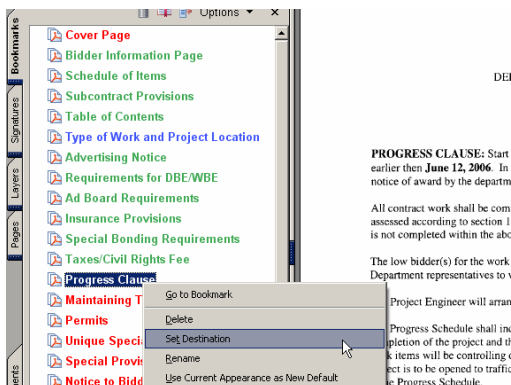 Options
Bookmarks
Signatures
Layers
Pages
Cover Page
Bidder Information Page
Schedule of Items
Subcontract Provisions
Table of Contents
Type of Work and Project Location
Advertising Notice
Requirements for DBE/WBE
Ad Board Requirements
Insurance Provisions
Special Bonding Requirements
Taxes/Civil Rights Fee
Progress Clause
Maintaining T
Permits
Unique Speci
Special Provis
Notice to Bidd
Go to Bookmark
Delete
Set Destination
Rename
Use Current Appearance as New Default
DEI
PROGRESS CLAUSE: Start
earlier then June 12, 2006. In
notice of award by the departm
All contract work shall be com
assessed according to section 1
is not completed within the abo
The low bidder(s) for the work
Department representatives to v
Project Engineer will arran
Progress Schedule shall ind
pletion of the project and th
k items will be controlling o
ect is to be opened to traffic
e Progress Schedule.